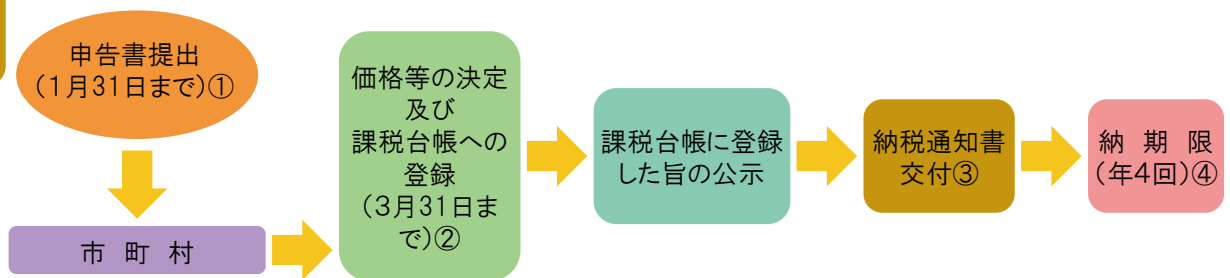 申告書提出
（1月31日まで）①
市 町 村
価格等の決定
及び
課税台帳への
登録
（3月31日ま
で）②
課税台帳に登録
した旨の公示
納税通知書
交付③
納 期 限
（年4回）④